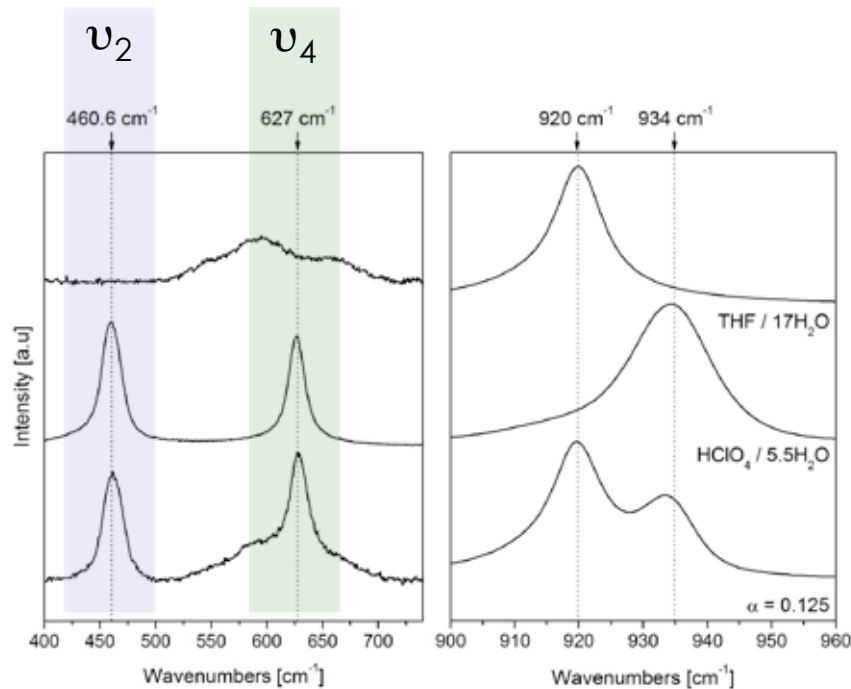 υ2 υ4
460.6 cm-1 627 cm-1 920 cm-1 934 cm-1
Intensity [a.u]
THF / 17H2O
HClO4 / 5.5H2O
α = 0.125
400 450 500 550 600 650 700 900 910 920 930 940 950 960
Wavenumbers [cm-1] Wavenumbers [cm-1]